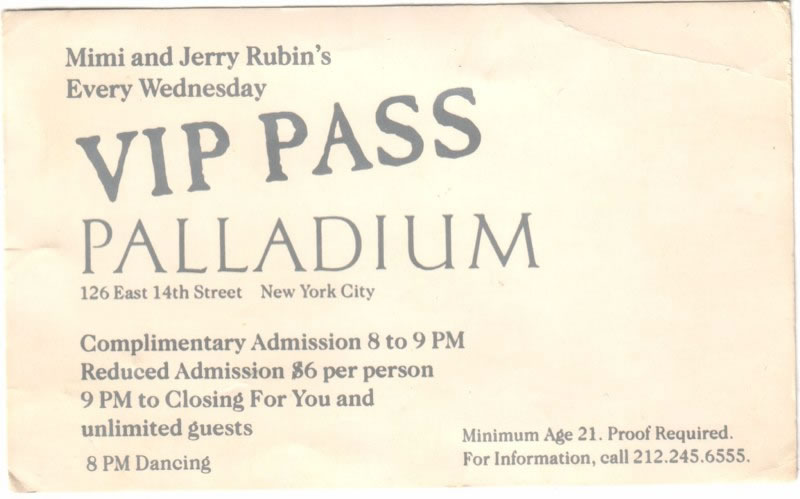 Mimi and Jerry Rubin's
Every Wednesday
VIP PASS
PALLADIUM
126 East 14th Street New York City
Complimentary Admission 8 to 9 PM
Reduced Admission $6 per person
9 PM to Closing For You and
unlimited guests
8 PM Dancing
Minimum Age 21. Proof Required.
For Information, call 212.245.6555.